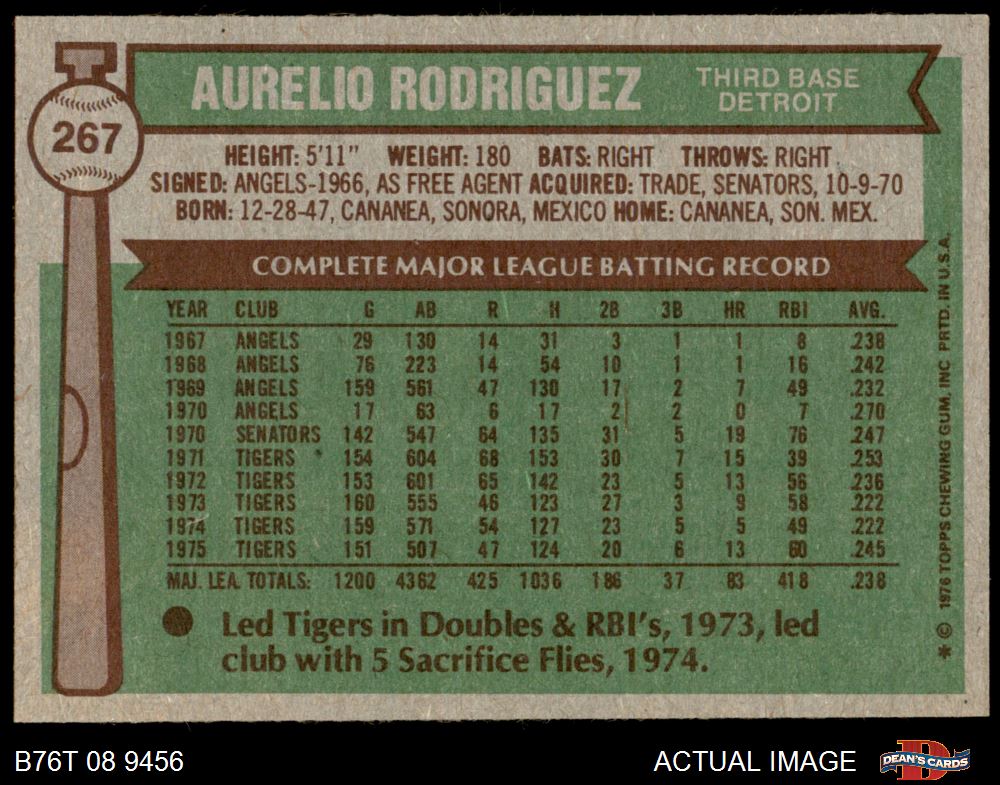 AURELIO RODRIGUEZ THIRD BASE
DETROIT
267
HEIGHT: 5'11" WEIGHT: 180 BATS: RIGHT THROWS: RIGHT
SIGNED: ANGELS-1966, AS FREE AGENT ACQUIRED: TRADE, SENATORS, 10-9-70
BORN: 12-28-47, CANANEA, SONORA, MEXICO HOME: CANANEA, SON. MEX.
COMPLETE MAJOR LEAGUE BATTING RECORD
YEAR CLUB G AB R H 2B 3B HR RBI AVG.
1967 ANGELS 29 130 14 31 3 1 1 8 .238
1968 ANGELS 76 223 14 54 10 1 1 16 .242
1969 ANGELS 159 561 47 130 17 2 7 49 .232
1970 ANGELS 17 63 6 17 2 2 0 7 .270
1970 SENATORS 142 547 64 135 31 5 19 76 .247
1971 TIGERS 154 604 68 153 30 7 15 39 .253
1972 TIGERS 153 601 65 142 23 5 13 56 .236
1973 TIGERS 160 555 46 123 27 3 9 58 .222
1974 TIGERS 159 571 54 127 23 5 5 49 .222
1975 TIGERS 151 507 47 124 20 6 13 60 .245
MAJ. LEA. TOTALS: 1200 4362 425 1036 186 37 83 418 .238
● Led Tigers in Doubles & RBI's, 1973, led
club with 5 Sacrifice Flies, 1974.
* © 1976 TOPPS CHEWING GUM, INC PRTD. IN U.S.A.
B76T 08 9456 ACTUAL IMAGE DEAN'S CARDS